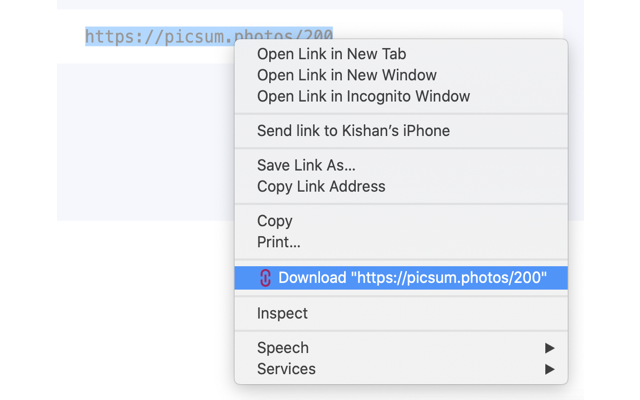 https://picsum.photos/200
Open Link in New Tab
Open Link in New Window
Open Link in Incognito Window
Send link to Kishan’s iPhone
Save Link As...
Copy Link Address
Copy
Print...
Download "https://picsum.photos/200"
Inspect
Speech
Services